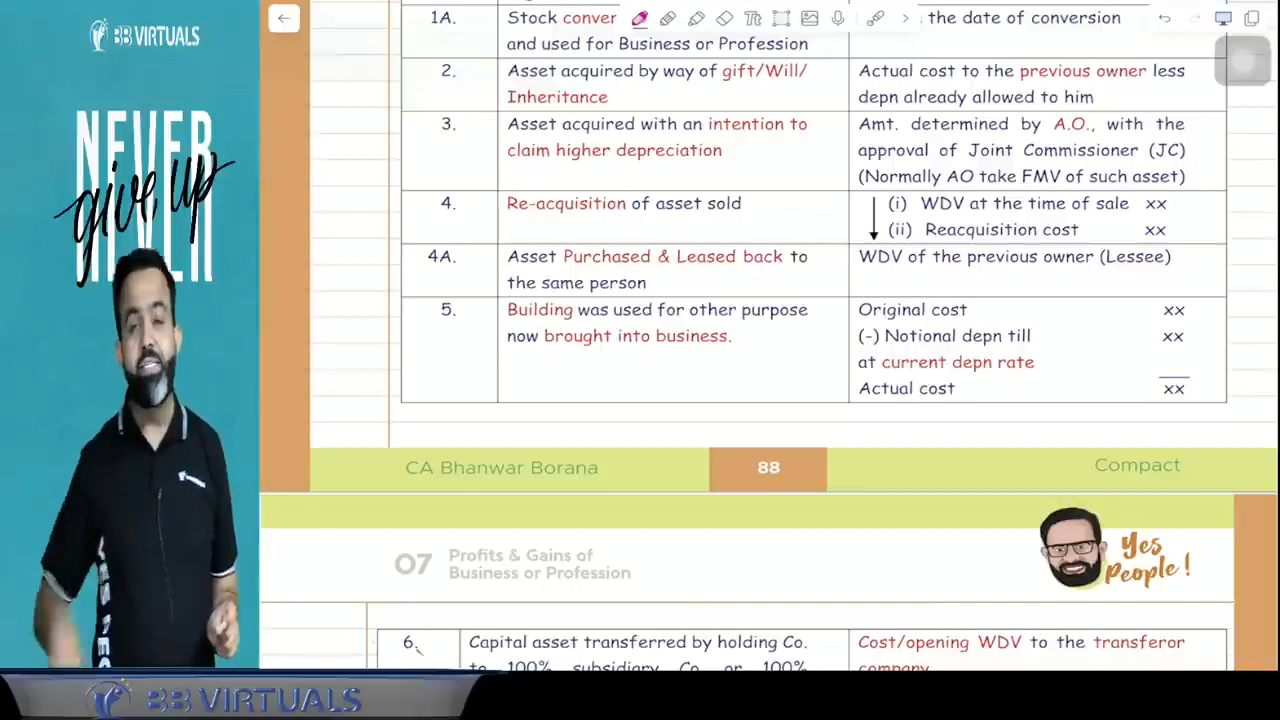 BB VIRTUALS
NEVER
give up
NEVER
1A. Stock conver the date of conversion
and used for Business or Profession
2. Asset acquired by way of gift/Will/ Actual cost to the previous owner less
Inheritance depn already allowed to him
3. Asset acquired with an intention to Amt. determined by A.O., with the
claim higher depreciation approval of Joint Commissioner (JC)
(Normally AO take FMV of such asset)
4. Re-acquisition of asset sold (i) WDV at the time of sale xx
(ii) Reacquisition cost xx
4A. Asset Purchased & Leased back to WDV of the previous owner (Lessee)
the same person
5. Building was used for other purpose Original cost xx
now brought into business. (-) Notional depn till xx
at current depn rate
Actual cost xx
CA Bhanwar Borana 88 Compact
07 Profits & Gains of
Business or Profession
Yes
People!
6. Capital asset transferred by holding Co. Cost/opening WDV to the transferor
to 100% subsidiary Co. or 100% company
BB VIRTUALS